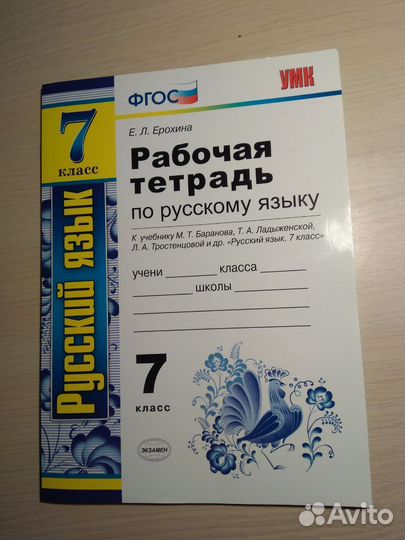 ФГОС
УМК
7
класс
Русский язык
Е. Л. Ерохина
Рабочая
тетрадь
по русскому языку
К учебнику М. Т. Баранова, Т. А. Ладыженской,
Л. А. Тростенцовой и др. «Русский язык. 7 класс»
учени класса
школы
7
класс
ЭКЗАМЕН
Avito